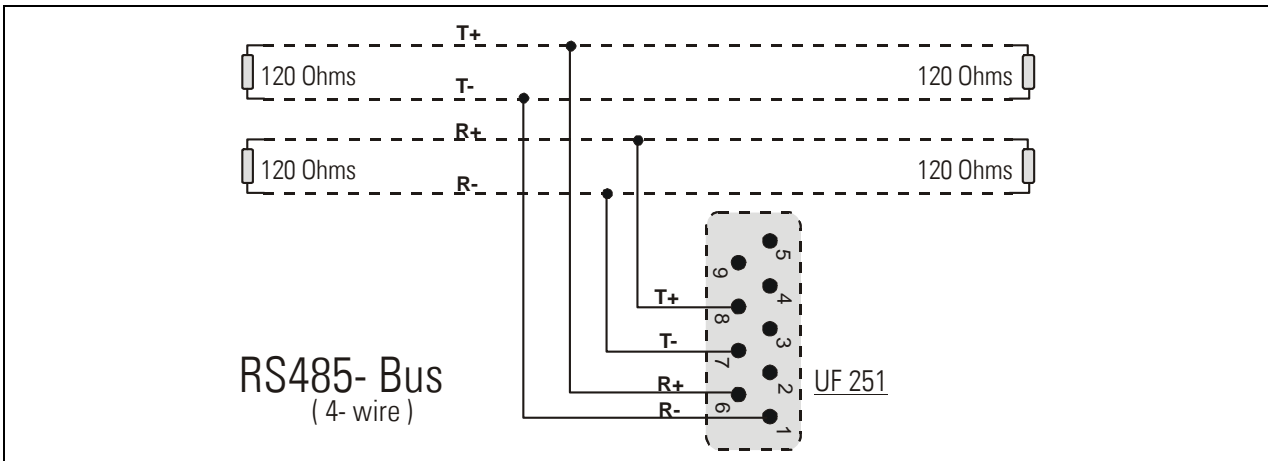 T+
120 Ohms
120 Ohms
T-
R+
120 Ohms
120 Ohms
R-
5
9
4
T+
8
3
T-
7
2
UF 251
R+
6
R-
1
RS485- Bus
( 4- wire )